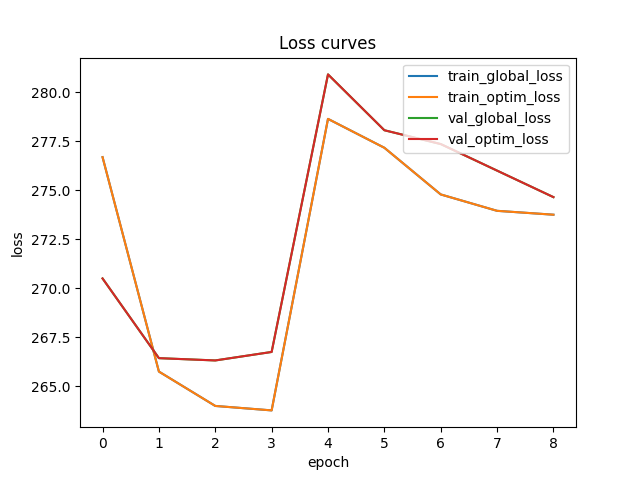 Loss curves
train_global_loss
train_optim_loss
val_global_loss
val_optim_loss
280.0
277.5
275.0
272.5
270.0
267.5
265.0
loss
0 1 2 3 4 5 6 7 8
epoch